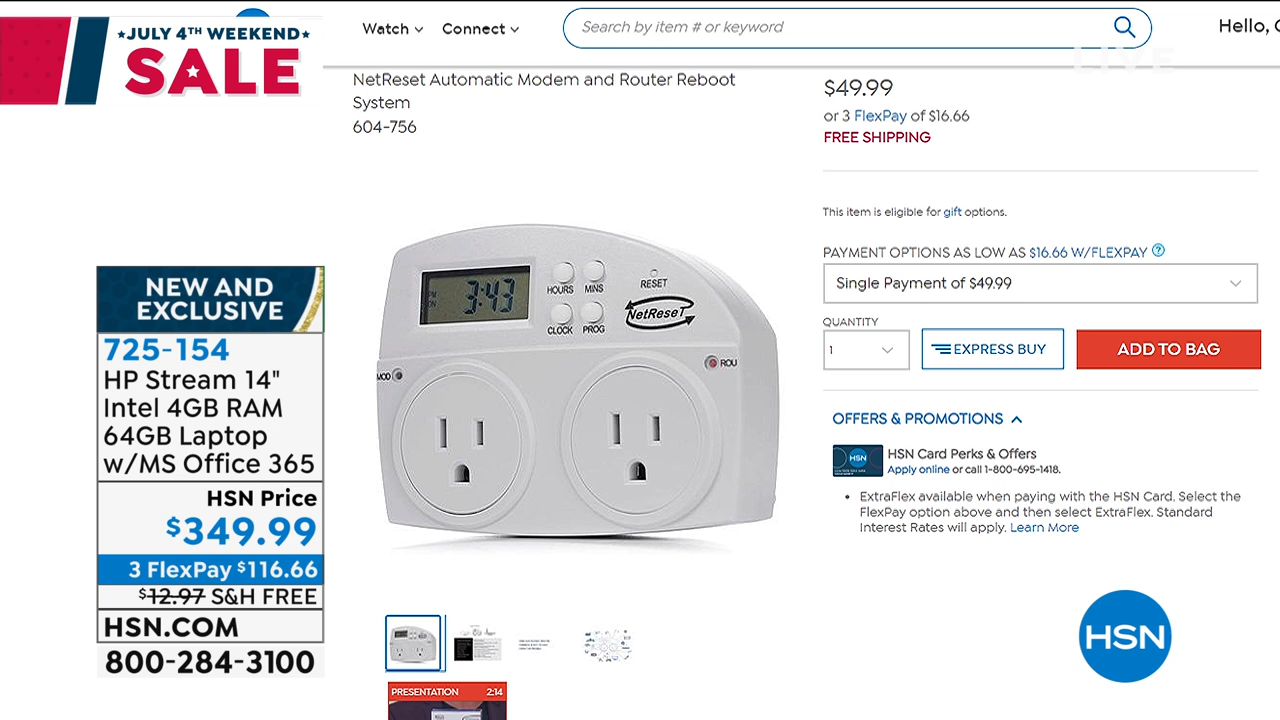 JULY 4TH WEEKEND
SALE
Watch
Connect
Search by item # or keyword
Hello,
LIVE
NetReset Automatic Modem and Router Reboot
System
604-756
$49.99
or 3 FlexPay of $16.66
FREE SHIPPING
This item is eligible for gift options.
PAYMENT OPTIONS AS LOW AS $16.66 W/FLEXPAY ?
Single Payment of $49.99
QUANTITY
1
EXPRESS BUY
ADD TO BAG
OFFERS & PROMOTIONS
HSN
HSN Card Perks & Offers
Apply online or call 1-800-695-1418.
• ExtraFlex available when paying with the HSN Card. Select the
FlexPay option above and then select ExtraFlex. Standard
Interest Rates will apply. Learn More
PM
ON
3:43
HOURS
MINS
CLOCK
PROG
RESET
NetReseT
MOD
ROU
NEW AND
EXCLUSIVE
725-154
HP Stream 14"
Intel 4GB RAM
64GB Laptop
w/MS Office 365
HSN Price
$349.99
3 FlexPay $116.66
$12.97 S&H FREE
HSN.COM
800-284-3100
PRESENTATION 2:14
HSN